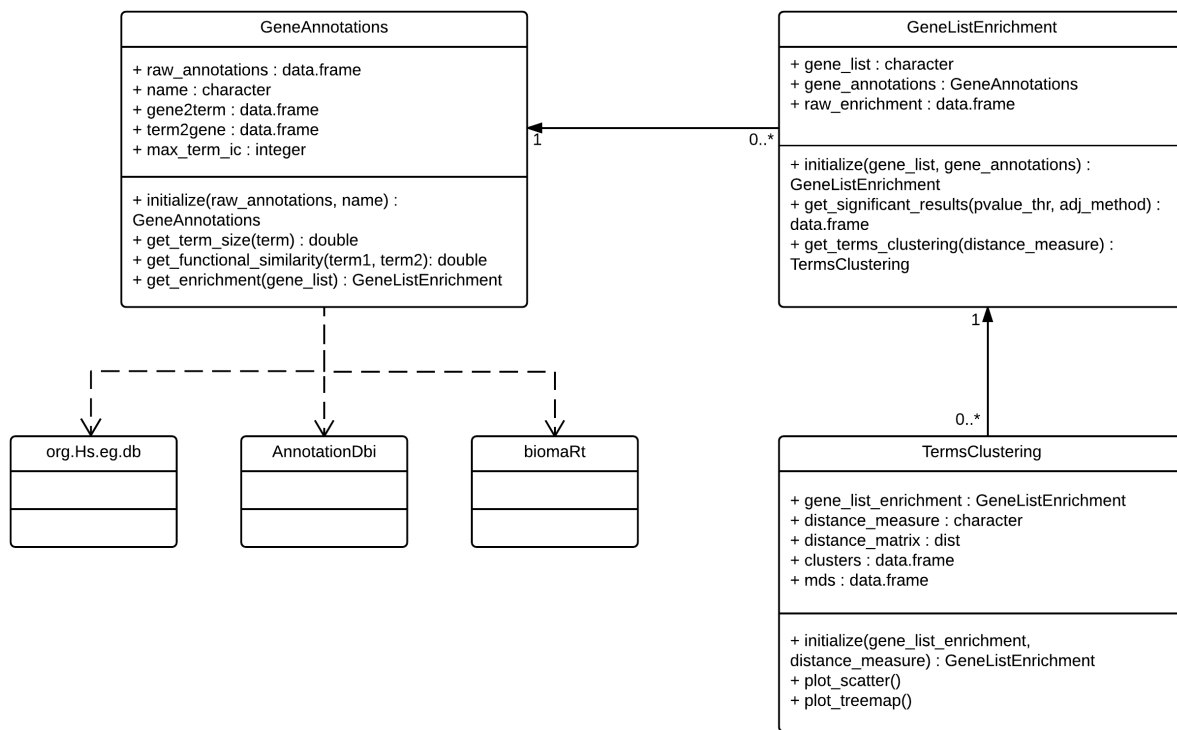 GeneAnnotations
+ raw_annotations : data.frame
+ name : character
+ gene2term : data.frame
+ term2gene : data.frame
+ max_term_ic : integer
+ initialize(raw_annotations, name) :
GeneAnnotations
+ get_term_size(term) : double
+ get_functional_similarity(term1, term2): double
+ get_enrichment(gene_list) : GeneListEnrichment
1
0..*
GeneListEnrichment
+ gene_list : character
+ gene_annotations : GeneAnnotations
+ raw_enrichment : data.frame
+ initialize(gene_list, gene_annotations) :
GeneListEnrichment
+ get_significant_results(pvalue_thr, adj_method) :
data.frame
+ get_terms_clustering(distance_measure) :
TermsClustering
1
0..*
org.Hs.eg.db
AnnotationDbi
biomaRt
TermsClustering
+ gene_list_enrichment : GeneListEnrichment
+ distance_measure : character
+ distance_matrix : dist
+ clusters : data.frame
+ mds : data.frame
+ initialize(gene_list_enrichment,
distance_measure) : GeneListEnrichment
+ plot_scatter()
+ plot_treemap()